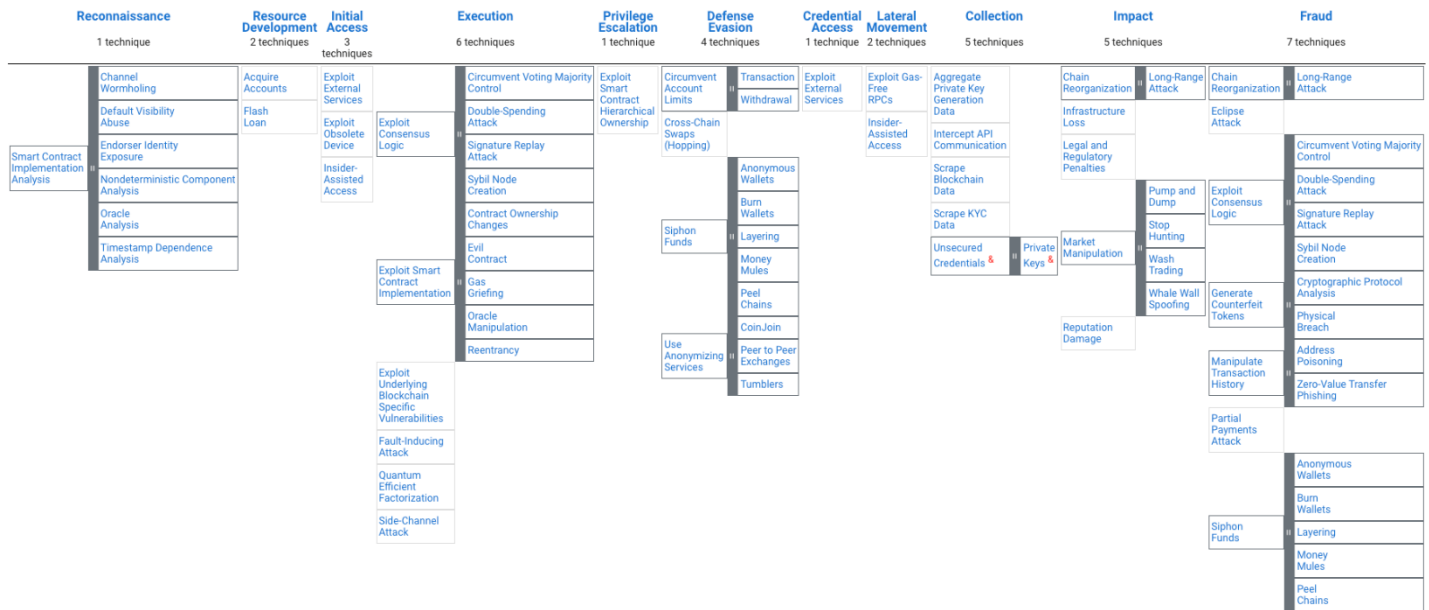 Reconnaissance
1 technique
Resource
Development
2 techniques
Initial
Access
3
techniques
Execution
6 techniques
Privilege
Escalation
1 technique
Defense
Evasion
4 techniques
Credential
Access
1 technique
Lateral
Movement
2 techniques
Collection
5 techniques
Impact
5 techniques
Fraud
7 techniques
Smart Contract
Implementation
Analysis
Channel
Wormholing
Default Visibility
Abuse
Endorser Identity
Exposure
Nondeterministic Component
Analysis
Oracle
Analysis
Timestamp Dependence
Analysis
Acquire
Accounts
Flash
Loan
Exploit
External
Services
Exploit
Obsolete
Device
Insider-
Assisted
Access
Exploit
Consensus
Logic
Circumvent Voting Majority
Control
Double-Spending
Attack
Signature Replay
Attack
Sybil Node
Creation
Exploit Smart
Contract
Implementation
Contract Ownership
Changes
Evil
Contract
Gas
Griefing
Oracle
Manipulation
Reentrancy
Exploit
Underlying
Blockchain
Specific
Vulnerabilities
Fault-Inducing
Attack
Quantum
Efficient
Factorization
Side-Channel
Attack
Exploit
Smart
Contract
Hierarchical
Ownership
Circumvent
Account
Limits
Transaction
Withdrawal
Cross-Chain
Swaps
(Hopping)
Siphon
Funds
Anonymous
Wallets
Burn
Wallets
Layering
Money
Mules
Peel
Chains
Use
Anonymizing
Services
CoinJoin
Peer to Peer
Exchanges
Tumblers
Exploit
External
Services
Exploit Gas-
Free
RPCs
Insider-
Assisted
Access
Aggregate
Private Key
Generation
Data
Intercept API
Communication
Scrape
Blockchain
Data
Scrape KYC
Data
Unsecured
Credentials &
Private
Keys &
Chain
Reorganization
Long-Range
Attack
Infrastructure
Loss
Legal and
Regulatory
Penalties
Market
Manipulation
Pump and
Dump
Stop
Hunting
Wash
Trading
Whale Wall
Spoofing
Reputation
Damage
Chain
Reorganization
Long-Range
Attack
Eclipse
Attack
Exploit
Consensus
Logic
Circumvent Voting Majority
Control
Double-Spending
Attack
Signature Replay
Attack
Sybil Node
Creation
Generate
Counterfeit
Tokens
Cryptographic Protocol
Analysis
Physical
Breach
Manipulate
Transaction
History
Address
Poisoning
Zero-Value Transfer
Phishing
Partial
Payments
Attack
Siphon
Funds
Anonymous
Wallets
Burn
Wallets
Layering
Money
Mules
Peel
Chains